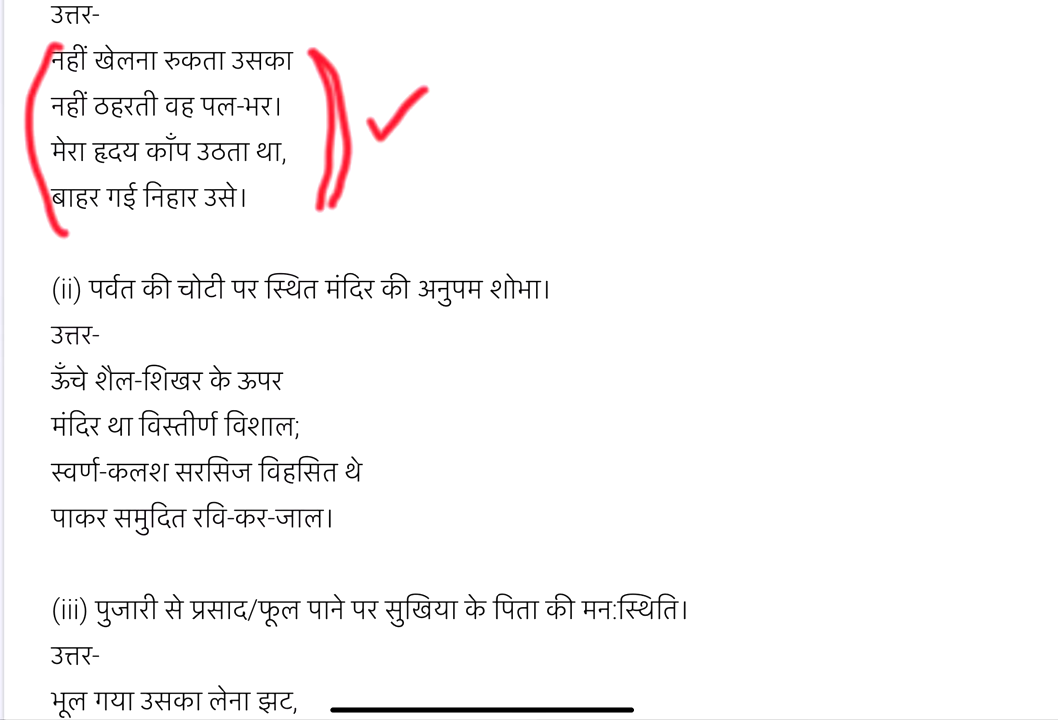 उत्तर-
नहीं खेलना रुकता उसका
नहीं ठहरती वह पल-भर।
मेरा हृदय काँप उठता था,
बाहर गई निहार उसे।
(ii) पर्वत की चोटी पर स्थित मंदिर की अनुपम शोभा।
उत्तर-
ऊँचे शैल-शिखर के ऊपर
मंदिर था विस्तीर्ण विशाल;
स्वर्ण-कलश सरसिज विहसित थे
पाकर समुदित रवि-कर-जाल।
(iii) पुजारी से प्रसाद/फूल पाने पर सुखिया के पिता की मन:स्थिति।
उत्तर-
भूल गया उसका लेना झट,